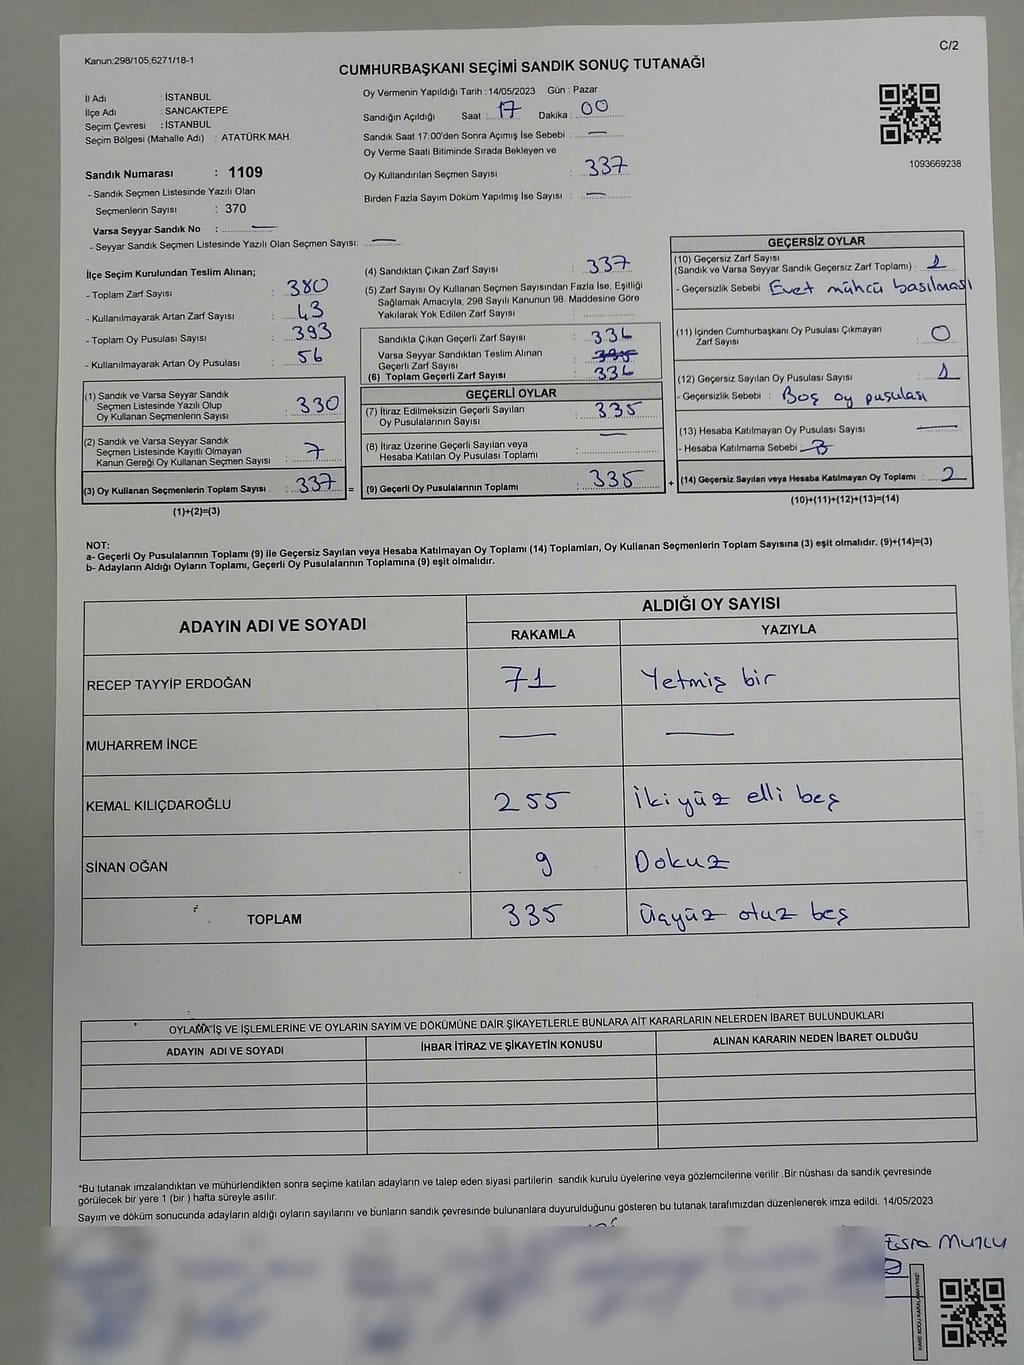 Kanun:298/105,6271/18-1
C/2
CUMHURBAŞKANI SEÇİMİ SANDIK SONUÇ TUTANAĞI
İl Adı : İSTANBUL
İlçe Adı : SANCAKTEPE
Seçim Çevresi : İSTANBUL
Seçim Bölgesi (Mahalle Adı) : ATATÜRK MAH.
Sandık Numarası : 1109
- Sandık Seçmen Listesinde Yazılı Olan
Seçmenlerin Sayısı : 370
Varsa Seyyar Sandık No : —
- Seyyar Sandık Seçmen Listesinde Yazılı Olan Seçmen Sayısı: —
Oy Vermenin Yapıldığı Tarih : 14/05/2023 Gün : Pazar
Sandığın Açıldığı Saat : 17 Dakika : 00
Sandık Saat 17:00'den Sonra Açımış İse Sebebi : —
Oy Verme Saati Bitiminde Sırada Bekleyen ve
Oy Kullandırılan Seçmen Sayısı : 337
Birden Fazla Sayım Döküm Yapılmış İse Sayısı : —
1093669238
İlçe Seçim Kurulundan Teslim Alınan;
- Toplam Zarf Sayısı : 380
- Kullanılmayarak Artan Zarf Sayısı : 43
- Toplam Oy Pusulası Sayısı : 393
- Kullanılmayarak Artan Oy Pusulası : 56
(1) Sandık ve Varsa Seyyar Sandık
Seçmen Listesinde Yazılı Olup
Oy Kullanan Seçmenlerin Sayısı : 330
(2) Sandık ve Varsa Seyyar Sandık
Seçmen Listesinde Kayıtlı Olmayan
Kanun Gereği Oy Kullanan Seçmen Sayısı : 7
(3) Oy Kullanan Seçmenlerin Toplam Sayısı : 337 =
(1)+(2)=(3)
(4) Sandıktan Çıkan Zarf Sayısı : 337
(5) Zarf Sayısı Oy Kullanan Seçmen Sayısından Fazla İse, Eşitliği
Sağlamak Amacıyla, 298 Sayılı Kanunun 98. Maddesine Göre
Yakılarak Yok Edilen Zarf Sayısı :
Sandıkta Çıkan Geçerli Zarf Sayısı : 336
Varsa Seyyar Sandıktan Teslim Alınan
Geçerli Zarf Sayısı :
(6) Toplam Geçerli Zarf Sayısı : 336
GEÇERLİ OYLAR
(7) İtiraz Edilmeksizin Geçerli Sayılan
Oy Pusulasının Sayısı : 335
(8) İtiraz Üzerine Geçerli Sayılan veya
Hesaba Katılan Oy Pusulası Toplamı : —
(9) Geçerli Oy Pusulalarının Toplamı : 335 +
GEÇERSİZ OYLAR
(10) Geçersiz Zarf Sayısı
(Sandık ve Varsa Seyyar Sandık Geçersiz Zarf Toplamı) : 1
- Geçersizlik Sebebi Evet mühcü basılması
(11) İçinden Cumhurbaşkanı Oy Pusulası Çıkmayan
Zarf Sayısı : 0
(12) Geçersiz Sayılan Oy Pusulası Sayısı : 1
- Geçersizlik Sebebi : Boş oy pusulası
(13) Hesaba Katılmayan Oy Pusulası Sayısı —
- Hesaba Katılmama Sebebi :
(14) Geçersiz Sayılan veya Hesaba Katılmayan Oy Toplamı : 2
(10)+(11)+(12)+(13)=(14)
NOT:
a- Geçerli Oy Pusulalarının Toplamı (9) ile Geçersiz Sayılan veya Hesaba Katılmayan Oy Toplamı (14) Toplamları, Oy Kullanan Seçmenlerin Toplam Sayısına (3) eşit olmalıdır. (9)+(14)=(3)
b- Adayların Aldığı Oyların Toplamı, Geçerli Oy Pusulalarının Toplamına (9) eşit olmalıdır.
ADAYIN ADI VE SOYADI
ALDIĞI OY SAYISI
RAKAMLA YAZIYLA
RECEP TAYYİP ERDOĞAN 71 Yetmiş bir
MUHARREM İNCE — —
KEMAL KILIÇDAROĞLU 255 İkiyüz elli beş
SİNAN OĞAN 9 Dokuz
TOPLAM 335 Üçyüz otuz beş
OYLAMA İŞ VE İŞLEMLERİNE VE OYLARIN SAYIM VE DÖKÜMÜNE DAİR ŞİKAYETLERLE BUNLARA AİT KARARLARIN NELERDEN İBARET BULUNDUKLARI
ADAYIN ADI VE SOYADI İHBAR İTİRAZ VE ŞİKAYETİN KONUSU ALINAN KARARIN NEDEN İBARET OLDUĞU
*Bu tutanak imzalandıktan ve mühürlendikten sonra seçime katılan adayların ve talep eden siyasi partilerin sandık kurulu üyelerine veya gözlemcilerine verilir .Bir nüshası da sandık çevresinde
görülecek bir yere 1 (bir ) hafta süreyle asılır.
Sayım ve döküm sonucunda adayların aldığı oyların sayılarını ve bunların sandık çevresinde bulunanlara duyurulduğunu gösteren bu tutanak tarafımızdan düzenlenerek imza edildi. 14/05/2023
Esra Mutlu
KARE KODU KARALAMAYINIZ!